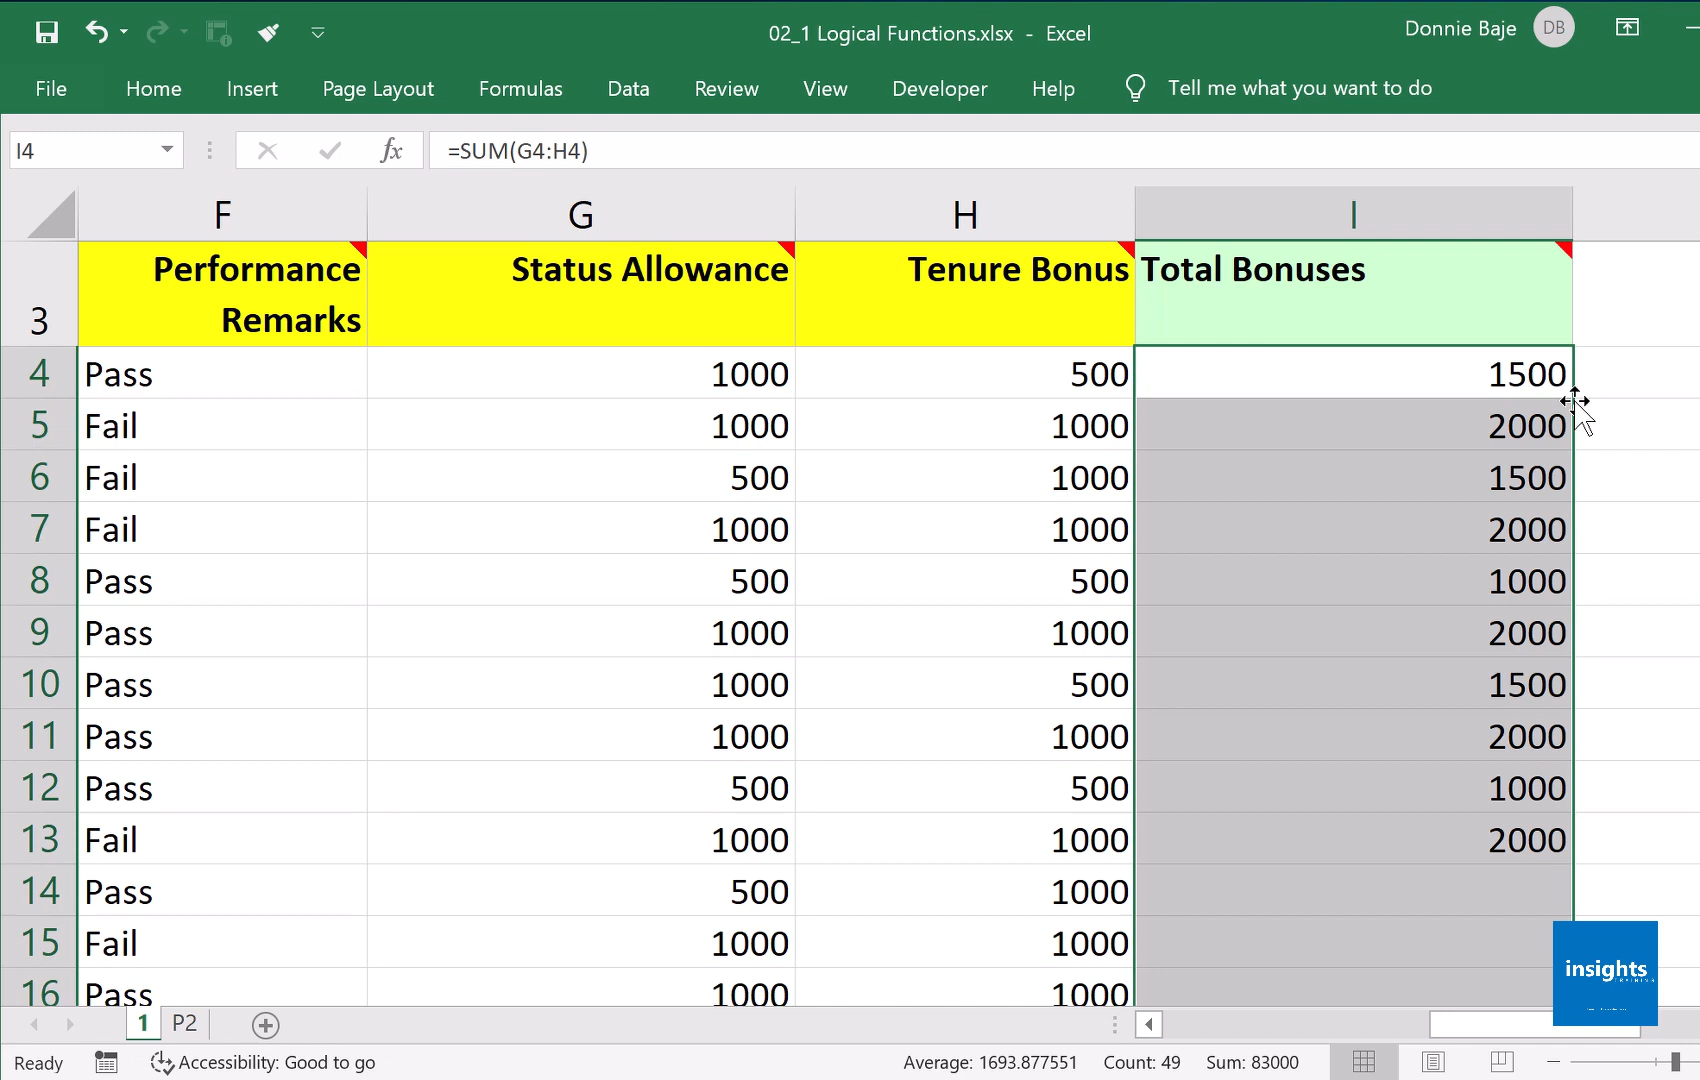 02_1 Logical Functions.xlsx - Excel
Donnie Baje DB
File Home Insert Page Layout Formulas Data Review View Developer Help Tell me what you want to do
I4 fx =SUM(G4:H4)
F G H I
3 Performance Remarks Status Allowance Tenure Bonus Total Bonuses
4 Pass 1000 500 1500
5 Fail 1000 1000 2000
6 Fail 500 1000 1500
7 Fail 1000 1000 2000
8 Pass 500 500 1000
9 Pass 1000 1000 2000
10 Pass 1000 500 1500
11 Pass 1000 1000 2000
12 Pass 500 500 1000
13 Fail 1000 1000 2000
14 Pass 500 1000
15 Fail 1000 1000
16 Pass 1000 1000
insights
1 P2
Ready Accessibility: Good to go Average: 1693.877551 Count: 49 Sum: 83000